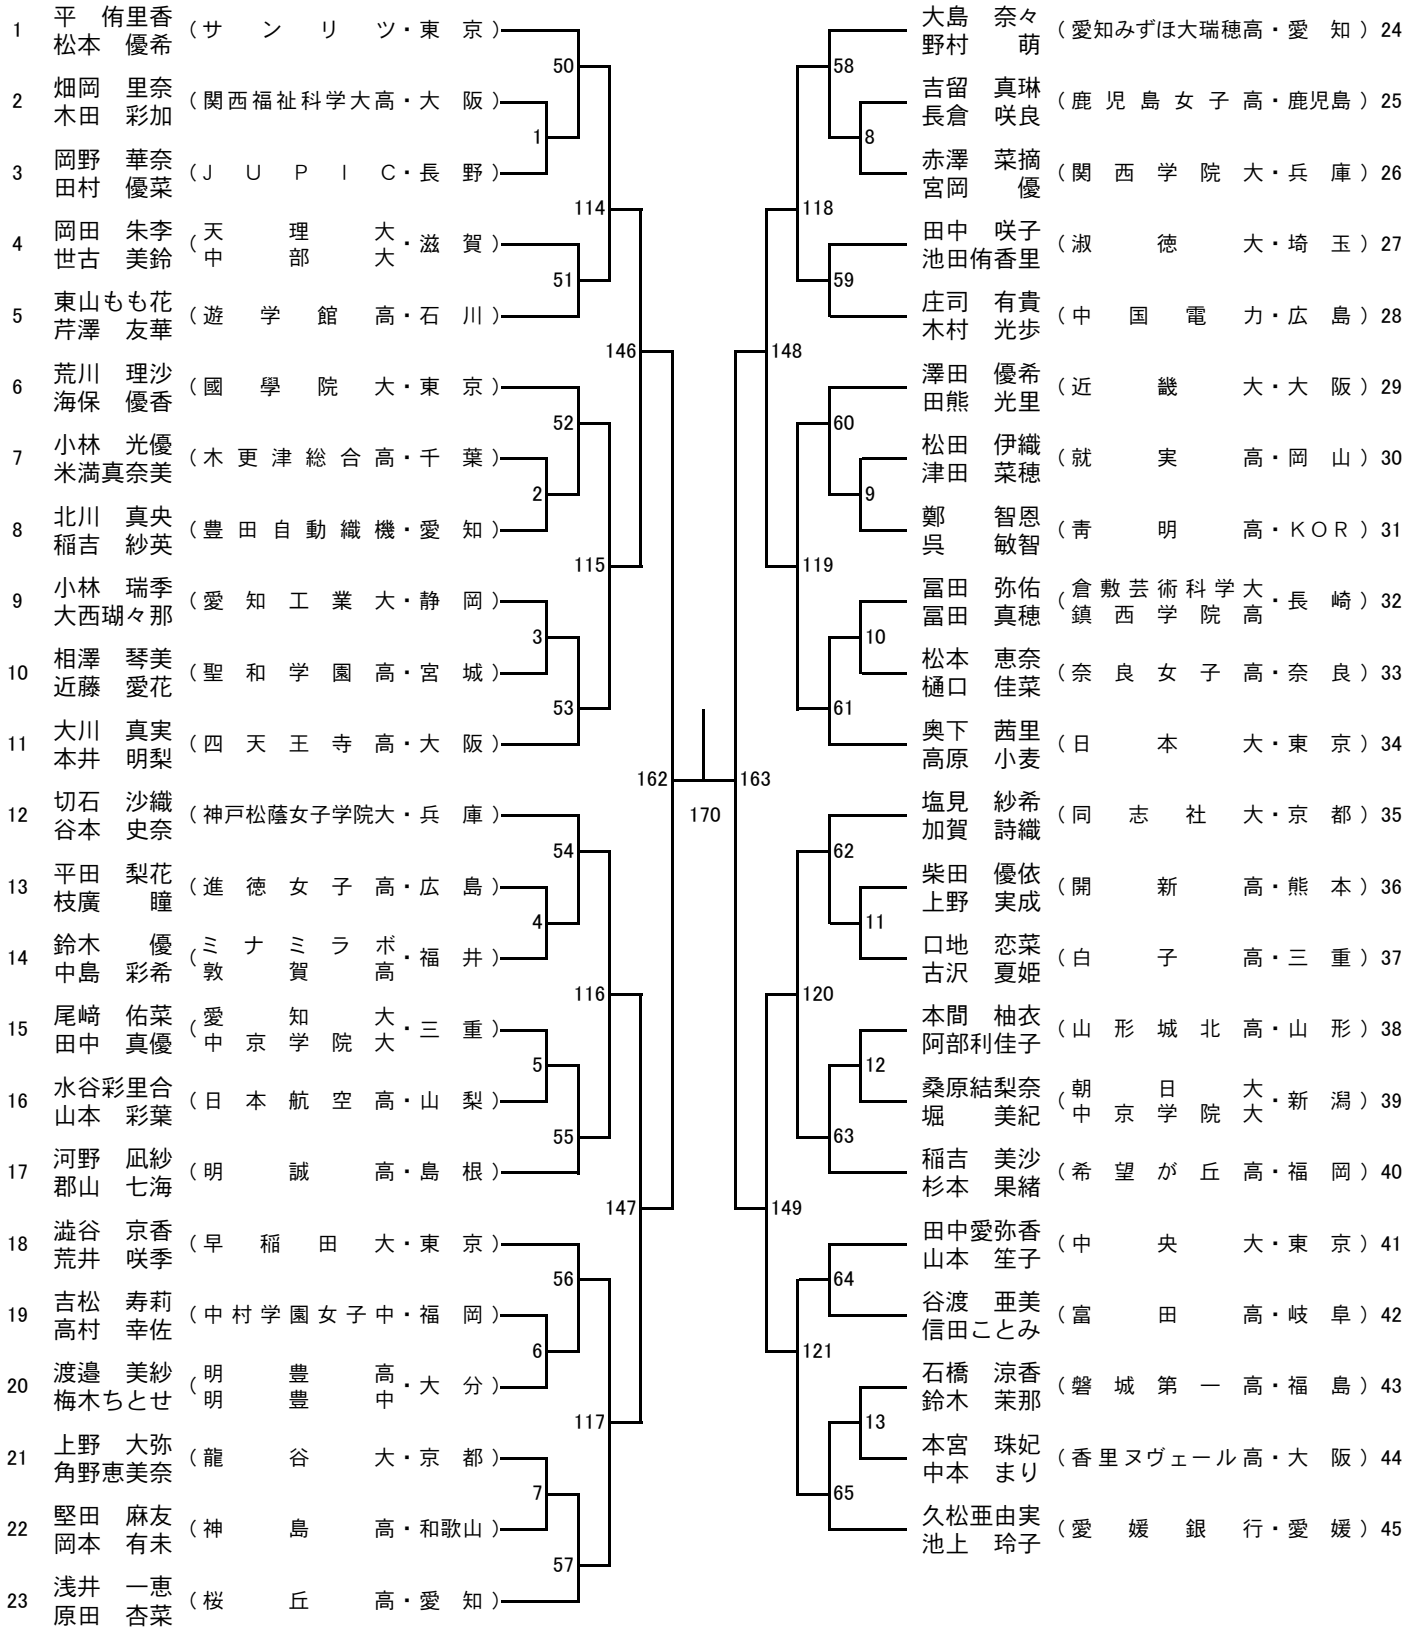 1 平　侑里香 松本　優希 （サンリツ・東　京）
2 畑岡　里奈 木田　彩加 （関西福祉科学大高・大　阪）
3 岡野　華奈 田村　優菜 （ＪＵＰＩＣ・長　野）
4 岡田　朱李 世古　美鈴 （天理大 中部大・滋　賀）
5 東山もも花 芹澤　友華 （遊学館高・石　川）
6 荒川　理沙 海保　優香 （國學院大・東　京）
7 小林　光優 米満真奈美 （木更津総合高・千　葉）
8 北川　真央 稲吉　紗英 （豊田自動織機・愛　知）
9 小林　瑞季 大西瑚々那 （愛知工業大・静　岡）
10 相澤　琴美 近藤　愛花 （聖和学園高・宮　城）
11 大川　真実 本井　明梨 （四天王寺高・大　阪）
12 切石　沙織 谷本　史奈 （神戸松蔭女子学院大・兵　庫）
13 平田　梨花 枝廣　瞳 （進徳女子高・広　島）
14 鈴木　優 中島　彩希 （ミナミラボ 敦賀高・福　井）
15 尾﨑　佑菜 田中　真優 （愛知大 中京学院大・三　重）
16 水谷彩里合 山本　彩葉 （日本航空高・山　梨）
17 河野　凪紗 郡山　七海 （明誠高・島　根）
18 澁谷　京香 荒井　咲季 （早稲田大・東　京）
19 吉松　寿莉 高村　幸佐 （中村学園女子中・福　岡）
20 渡邉　美紗 梅木ちとせ （明豊高 明豊中・大　分）
21 上野　大弥 角野恵美奈 （龍谷大・京　都）
22 堅田　麻友 岡本　有未 （神島高・和歌山）
23 浅井　一恵 原田　杏菜 （桜丘高・愛　知）
50
1
114
51
146
52
2
115
3
53
162
54
4
116
5
55
147
56
6
117
7
57
170
大島　奈々 野村　萌 （愛知みずほ大瑞穂高・愛　知）24
吉留　真琳 長倉　咲良 （鹿児島女子高・鹿児島）25
赤澤　菜摘 宮岡　優 （関西学院大・兵　庫）26
田中　咲子 池田侑香里 （淑徳大・埼　玉）27
庄司　有貴 木村　光歩 （中国電力・広　島）28
澤田　優希 田熊　光里 （近畿大・大　阪）29
松田　伊織 津田　菜穂 （就実高・岡　山）30
鄭　智恩 呉　敏智 （青明高・ＫＯＲ）31
冨田　弥佑 冨田　真穂 （倉敷芸術科学大 鎮西学院高・長　崎）32
松本　恵奈 樋口　佳菜 （奈良女子高・奈　良）33
奥下　茜里 高原　小麦 （日本大・東　京）34
塩見　紗希 加賀　詩織 （同志社大・京　都）35
柴田　優依 上野　実成 （開新高・熊　本）36
口地　恋菜 古沢　夏姫 （白子高・三　重）37
本間　柚衣 阿部利佳子 （山形城北高・山　形）38
桑原結梨奈 堀　美紀 （朝日大 中京学院大・新　潟）39
稲吉　美沙 杉本　果緒 （希望が丘高・福　岡）40
田中愛弥香 山本　笙子 （中央大・東　京）41
谷渡　亜美 信田ことみ （富田高・岐　阜）42
石橋　涼香 鈴木　茉那 （磐城第一高・福　島）43
本宮　珠妃 中本　まり （香里ヌヴェール高・大　阪）44
久松亜由実 池上　玲子 （愛媛銀行・愛　媛）45
58
8
118
59
148
60
9
119
10
61
163
62
11
120
12
63
149
64
121
13
65